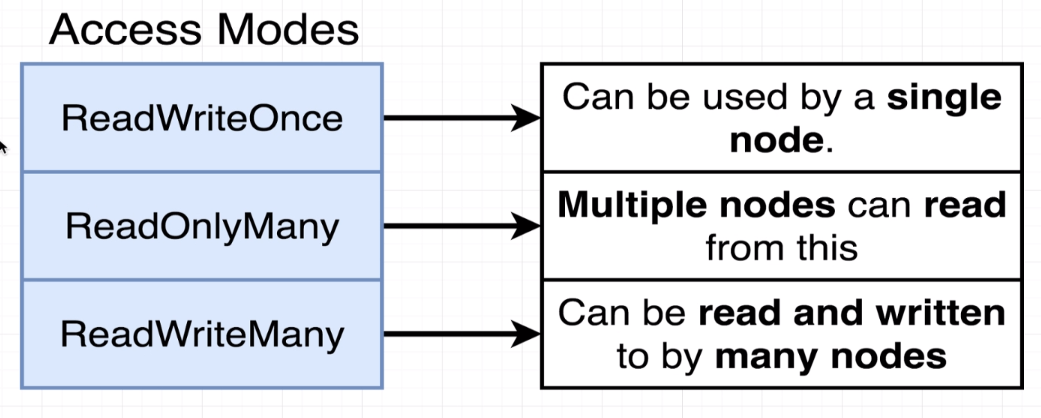 Access Modes
ReadWriteOnce
Can be used by a single
node.
ReadOnlyMany
Multiple nodes can read
from this
ReadWriteMany
Can be read and written
to by many nodes